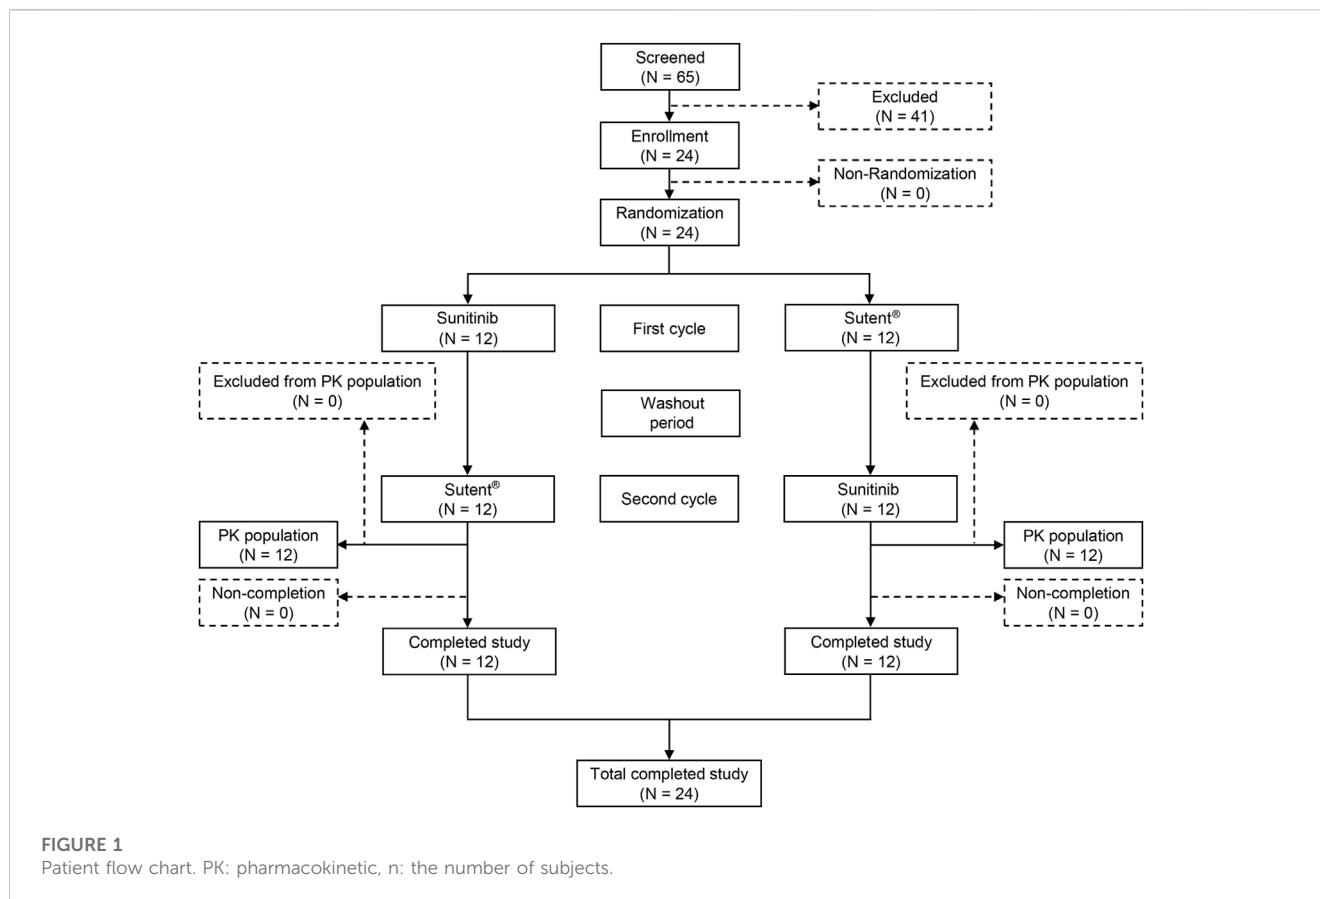 Screened
(N = 65)
Excluded
(N = 41)
Enrollment
(N = 24)
Non-Randomization
(N = 0)
Randomization
(N = 24)
Sunitinib
(N = 12)
First cycle
Sutent®
(N = 12)
Excluded from PK population
(N = 0)
Washout
period
Excluded from PK population
(N = 0)
Sutent®
(N = 12)
Second cycle
Sunitinib
(N = 12)
PK population
(N = 12)
PK population
(N = 12)
Non-completion
(N = 0)
Non-completion
(N = 0)
Completed study
(N = 12)
Completed study
(N = 12)
Total completed study
(N = 24)
FIGURE 1
Patient flow chart. PK: pharmacokinetic, n: the number of subjects.